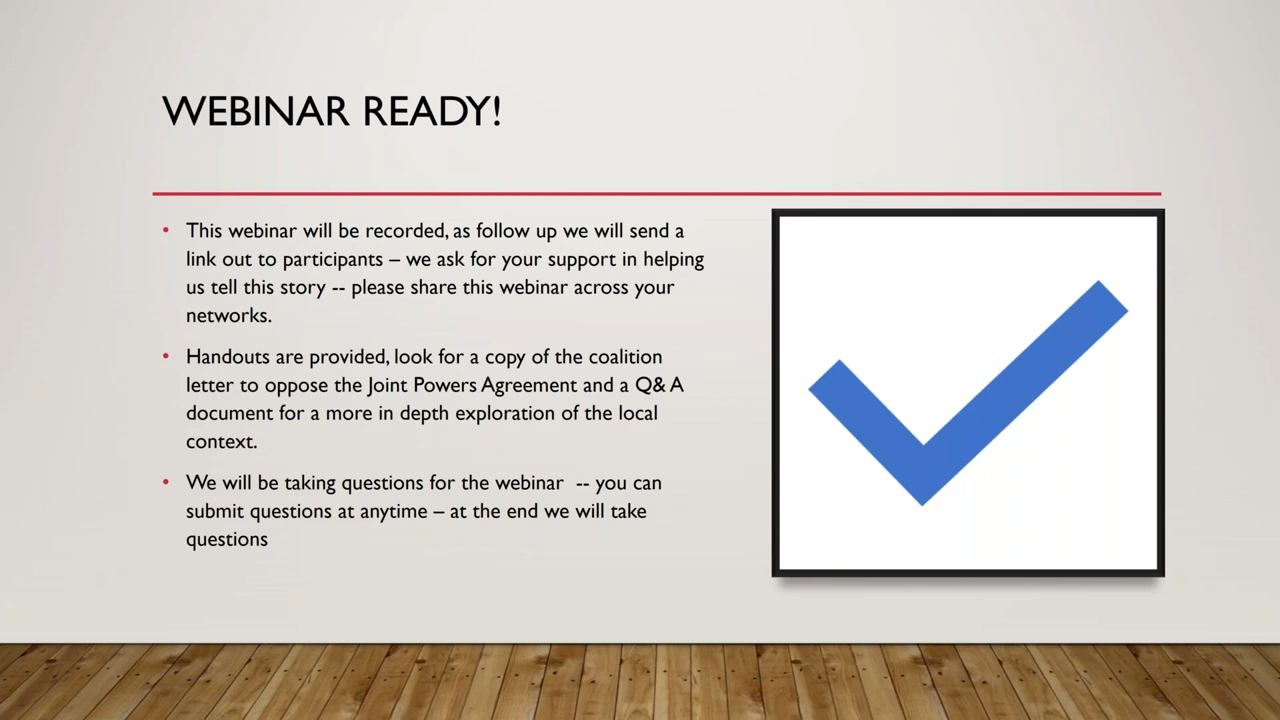 WEBINAR READY!
• This webinar will be recorded, as follow up we will send a
link out to participants – we ask for your support in helping
us tell this story -- please share this webinar across your
networks.
• Handouts are provided, look for a copy of the coalition
letter to oppose the Joint Powers Agreement and a Q& A
document for a more in depth exploration of the local
context.
• We will be taking questions for the webinar  -- you can
submit questions at anytime – at the end we will take
questions